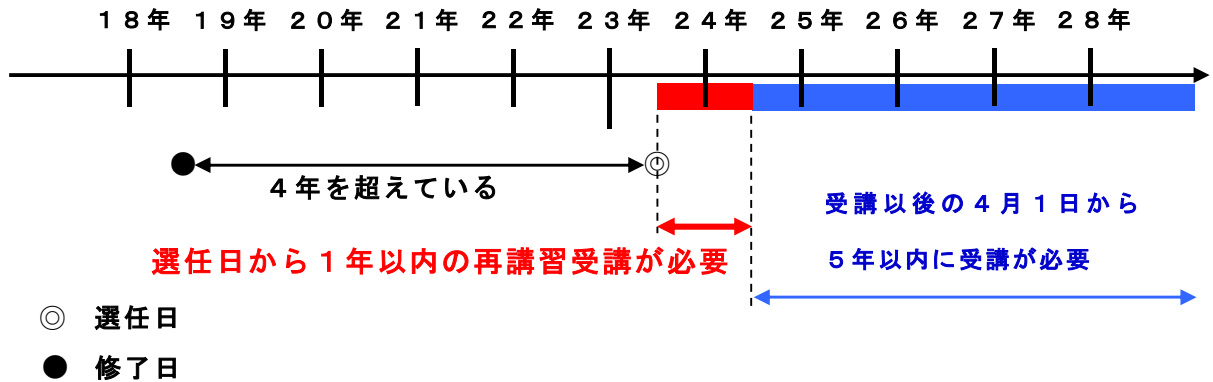 １８年 １９年 ２０年 ２１年 ２２年 ２３年 ２４年 ２５年 ２６年 ２７年 ２８年
４年を超えている
受講以後の４月１日から
５年以内に受講が必要
選任日から１年以内の再講習受講が必要
◎ 選任日
● 修了日